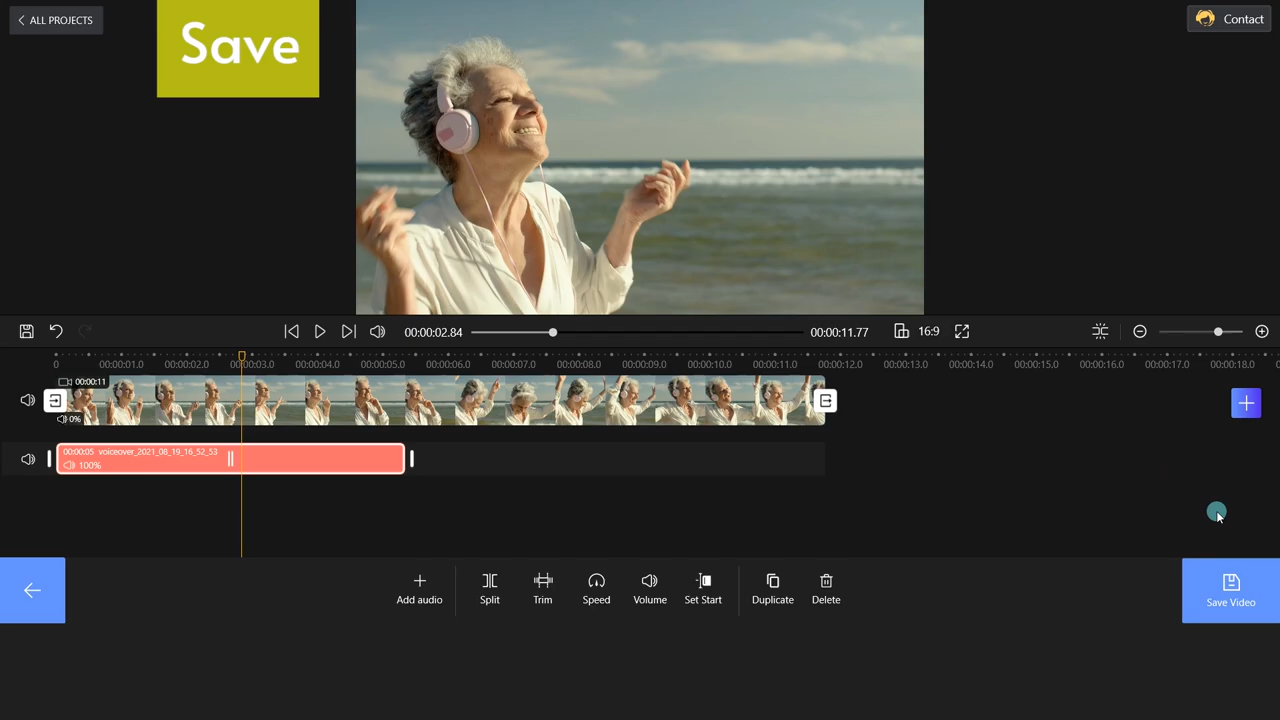 ALL PROJECTS
Save
Contact
00:00:02.84
00:00:11.77
16:9
0
00:00:01.0
00:00:02.0
00:00:03.0
00:00:04.0
00:00:05.0
00:00:06.0
00:00:07.0
00:00:08.0
00:00:09.0
00:00:10.0
00:00:11.0
00:00:12.0
00:00:13.0
00:00:14.0
00:00:15.0
00:00:16.0
00:00:17.0
00:00:18.0
00:00:11
0%
00:00:05 voiceover_2021_08_19_16_52_53
100%
Add audio
Split
Trim
Speed
Volume
Set Start
Duplicate
Delete
Save Video